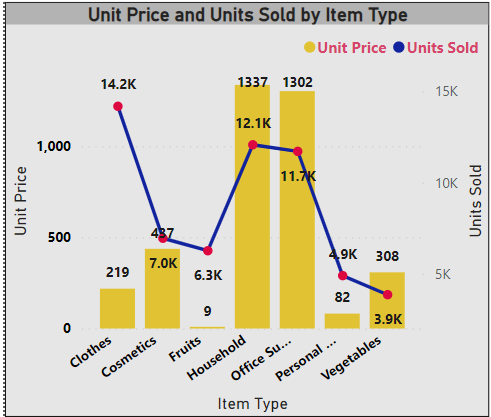 Unit Price and Units Sold by Item Type
Unit Price Units Sold
14.2K
1337
1302
15K
12.1K
1,000
11.7K
10K
Unit Price
Units Sold
437
500
7.0K
6.3K
4.9K
308
5K
219
9
82
3.9K
0
Clothes
Cosmetics
Fruits
Household
Office Su...
Personal ...
Vegetables
Item Type